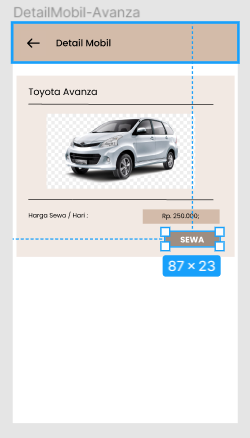 DetailMobil-Avanza
Detail Mobil
Toyota Avanza
Harga Sewa / Hari :
Rp. 250.000;
SEWA
87 × 23